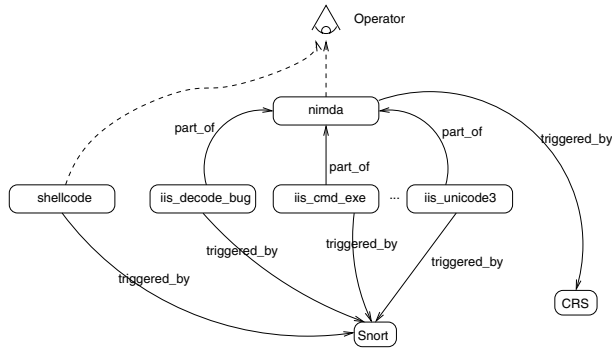 Operator
nimda
part_of
part_of
part_of
triggered_by
shellcode
iis_decode_bug
iis_cmd_exe
...
iis_unicode3
triggered_by
triggered_by
triggered_by
triggered_by
CRS
Snort